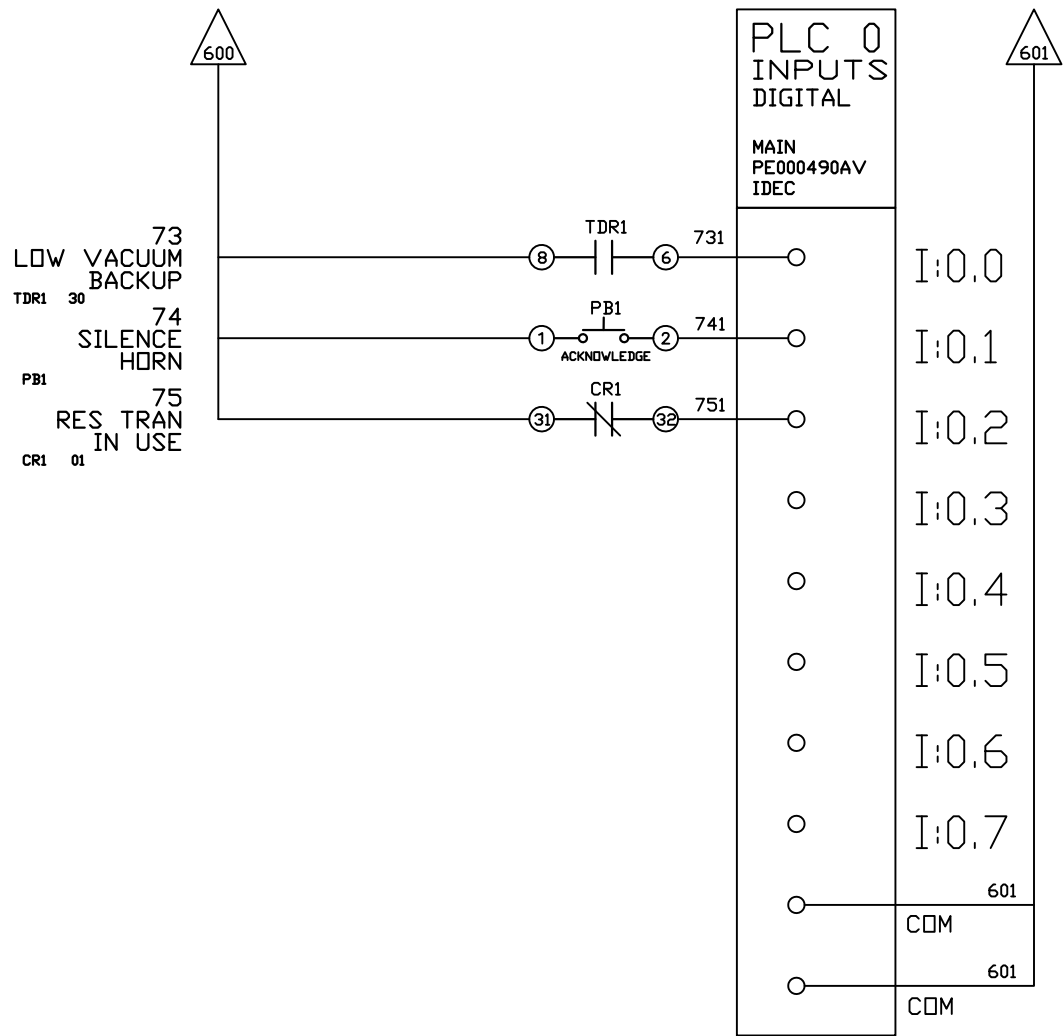 600
601
PLC 0
INPUTS
DIGITAL
MAIN
PE000490AV
IDEC
73
LOW VACUUM
BACKUP
TDR1 30
TDR1
8
6
731
I:0.0
74
SILENCE
HORN
PB1
PB1
1
2
ACKNOWLEDGE
741
I:0.1
75
RES TRAN
IN USE
CR1 01
CR1
31
32
751
I:0.2
I:0.3
I:0.4
I:0.5
I:0.6
I:0.7
601
COM
601
COM